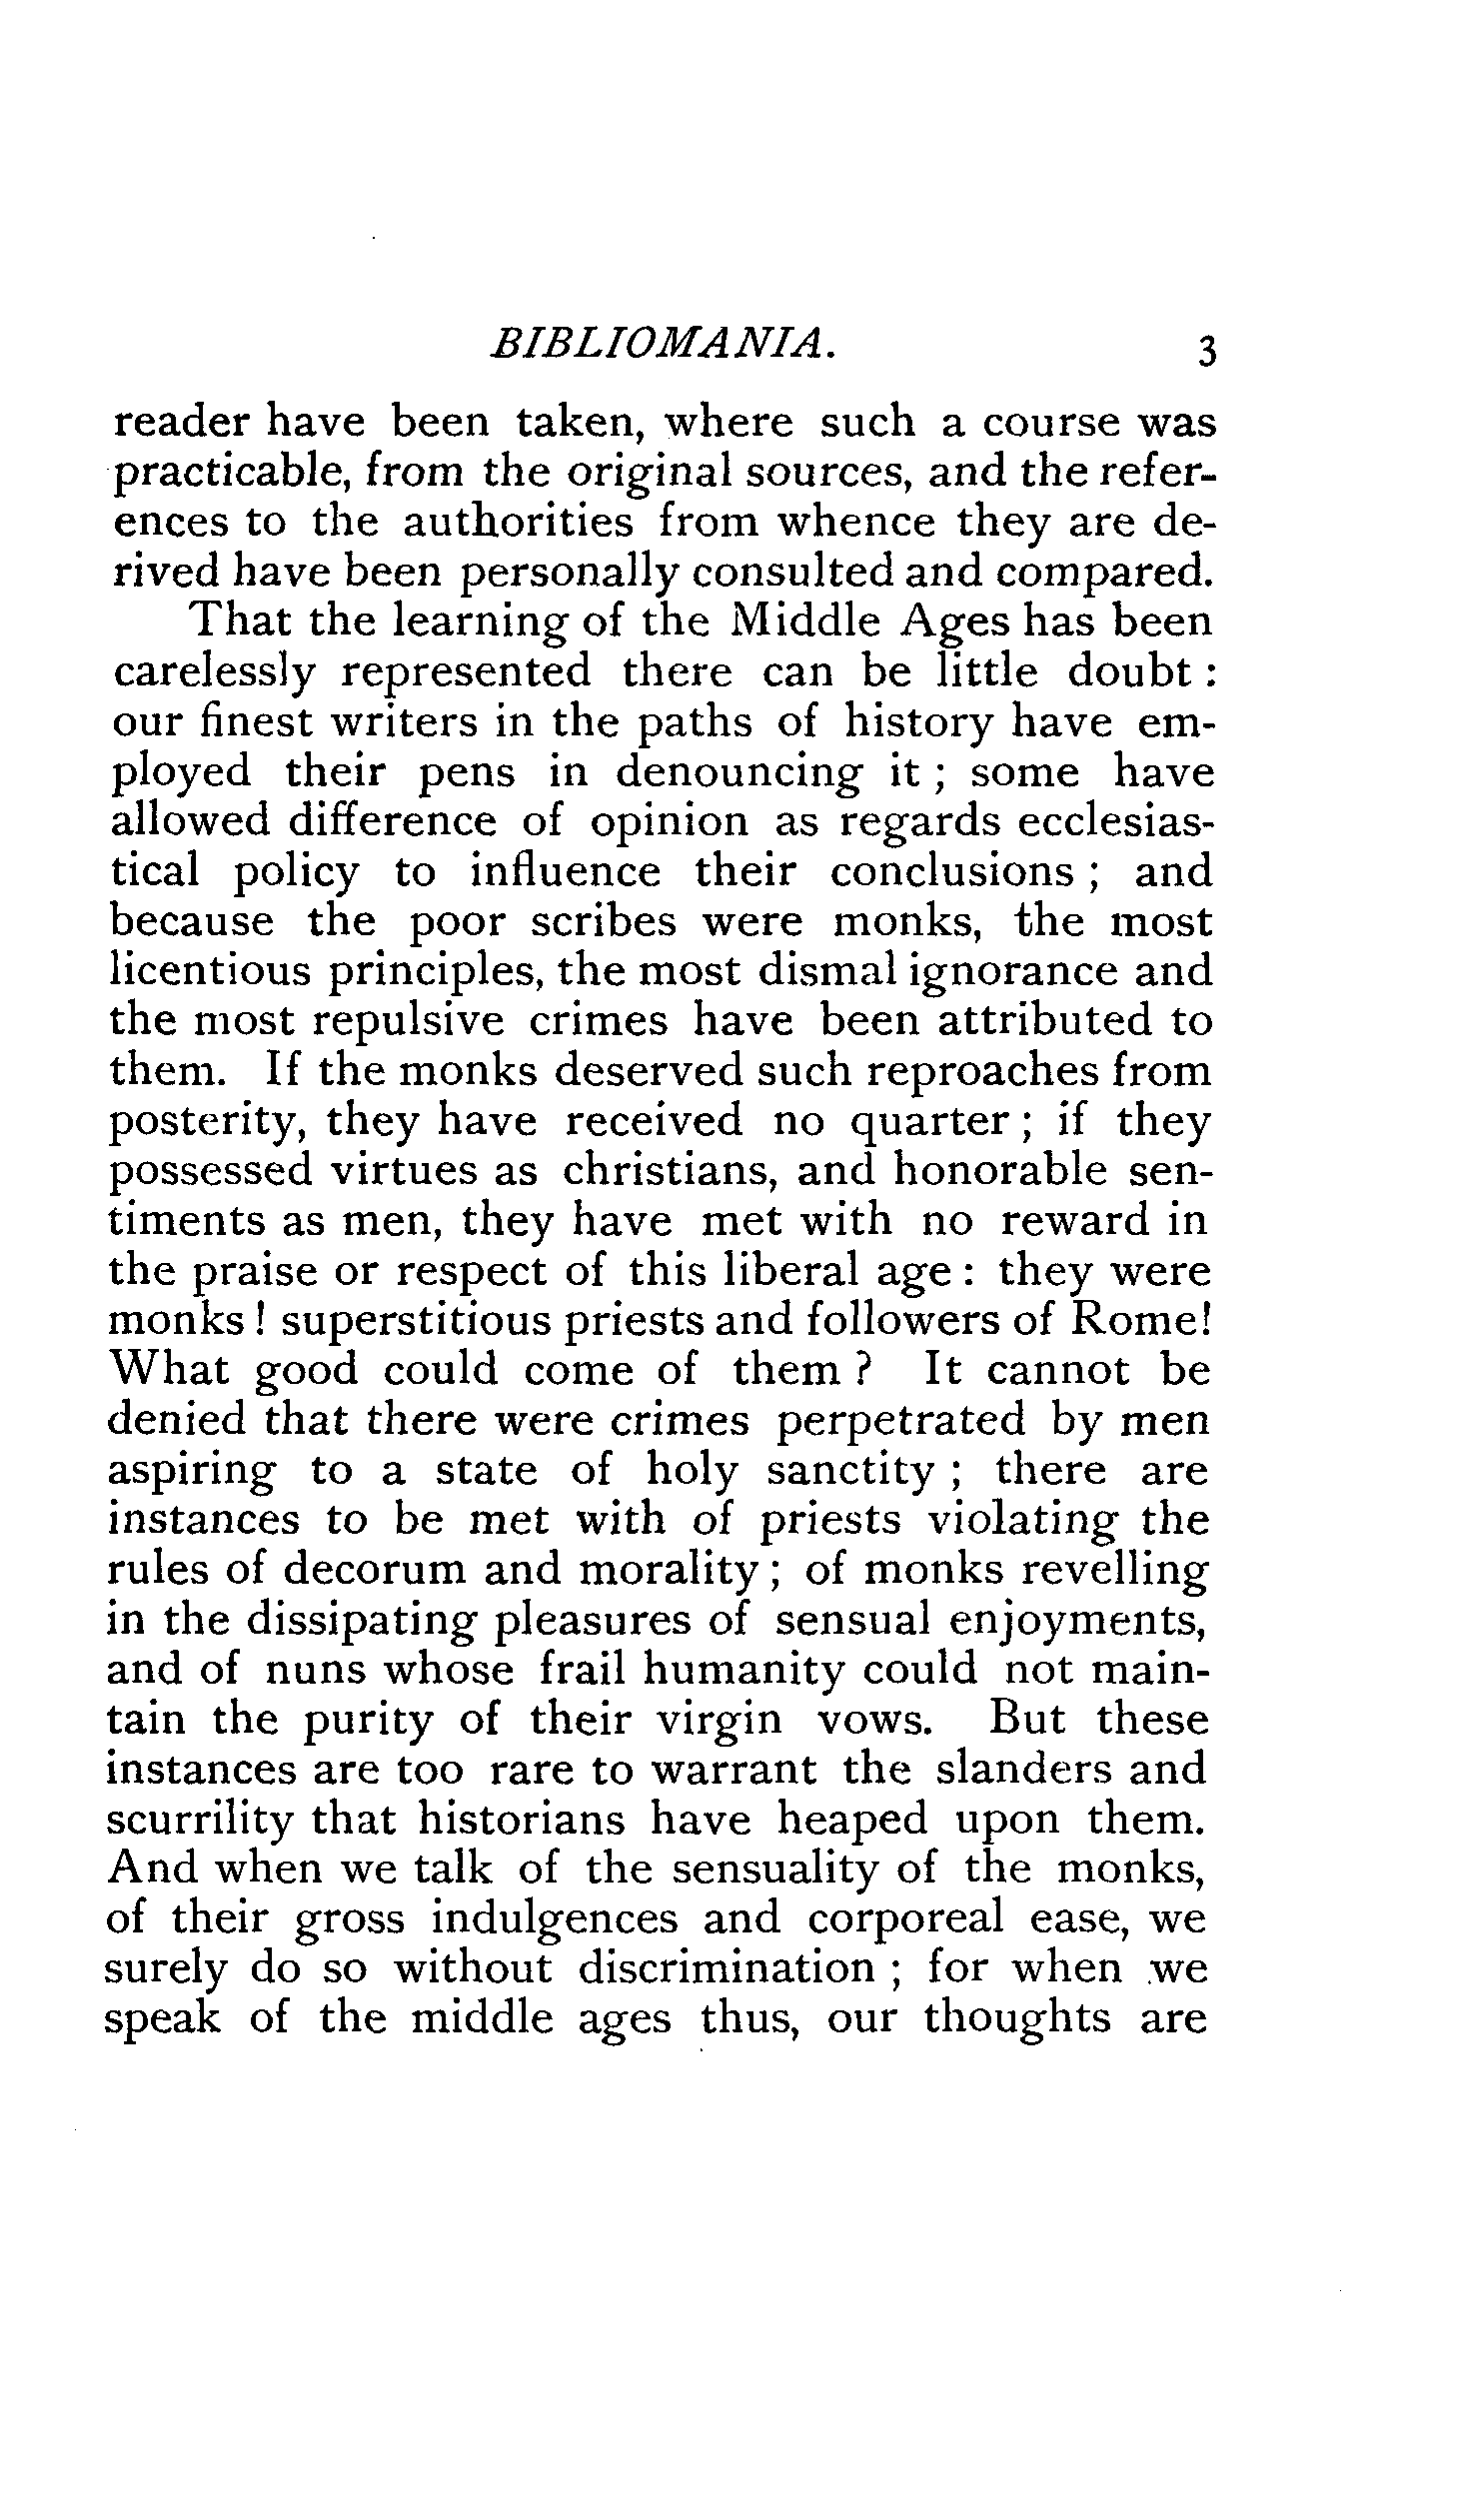 BIBLIOMANIA. 3
reader have been taken, where such a course was
practicable, from the original sources, and the refer-
ences to the authorities from whence they are de-
rived have been personally consulted and compared.
That the learning of the Middle Ages has been
carelessly represented there can be little doubt :
our finest writers in the paths of history have em-
ployed their pens in denouncing it ; some have
allowed difference of opinion as regards ecclesias-
tical policy to influence their conclusions ; and
because the poor scribes were monks, the most
licentious principles, the most dismal ignorance and
the most repulsive crimes have been attributed to
them. If the monks deserved such reproaches from
posterity, they have received no quarter ; if they
possessed virtues as christians, and honorable sen-
timents as men, they have met with no reward in
the praise or respect of this liberal age : they were
monks ! superstitious priests and followers of Rome!
What good could come of them ? It cannot be
denied that there were crimes perpetrated by men
aspiring to a state of holy sanctity ; there are
instances to be met with of priests violating the
rules of decorum and morality ; of monks revelling
in the dissipating pleasures of sensual enjoyments,
and of nuns whose frail humanity could not main-
tain the purity of their virgin vows. But these
instances are too rare to warrant the slanders and
scurrility that historians have heaped upon them.
And when we talk of the sensuality of the monks,
of their gross indulgences and corporeal ease, we
surely do so without discrimination ; for when we
speak of the middle ages thus, our thoughts are